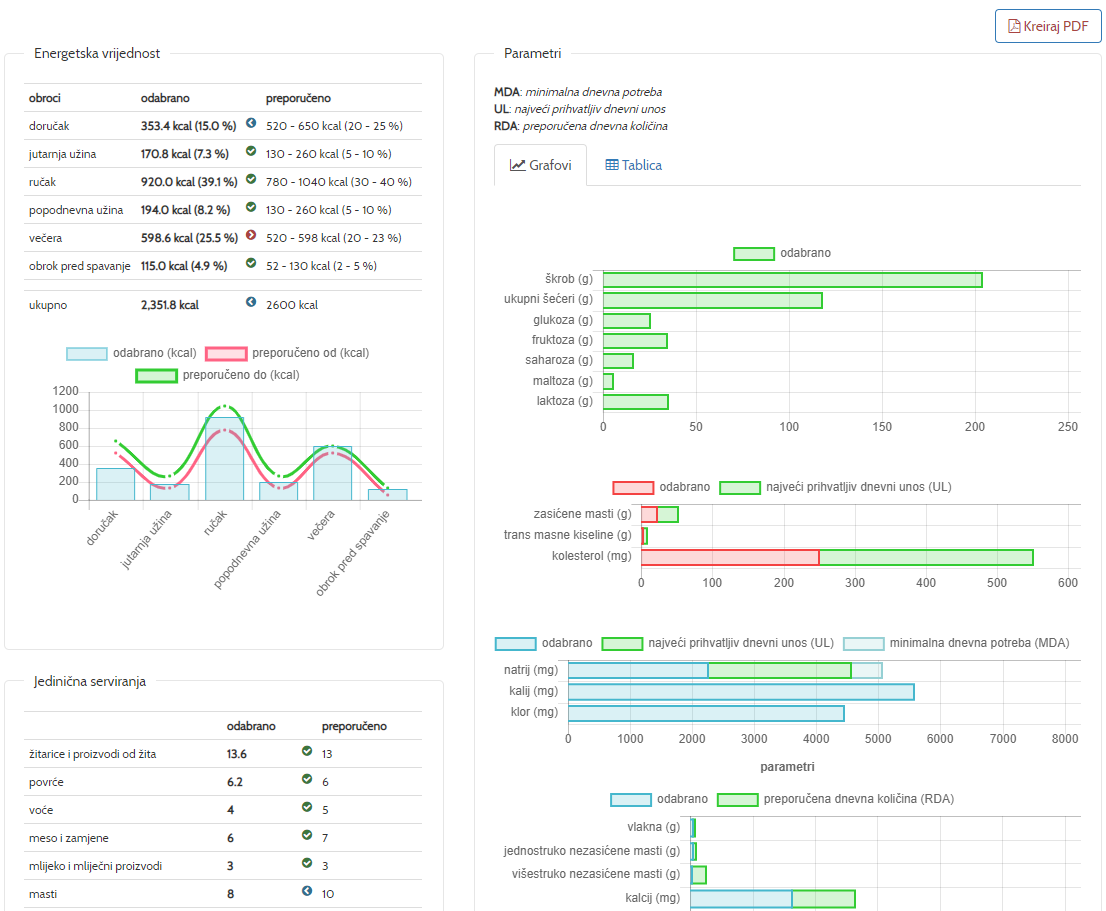 Kreiraj PDF
Energetska vrijednost
obroci odabrano preporučeno
doručak 353.4 kcal (15.0 %) 520 - 650 kcal (20 - 25 %)
jutarnja užina 170.8 kcal (7.3 %) 130 - 260 kcal (5 - 10 %)
ručak 920.0 kcal (39.1 %) 780 - 1040 kcal (30 - 40 %)
popodnevna užina 194.0 kcal (8.2 %) 130 - 260 kcal (5 - 10 %)
večera 598.6 kcal (25.5 %) 520 - 598 kcal (20 - 23 %)
obrok pred spavanje 115.0 kcal (4.9 %) 52 - 130 kcal (2 - 5 %)
ukupno 2,351.8 kcal 2600 kcal
odabrano (kcal) preporučeno od (kcal)
preporučeno do (kcal)
1200
1000
800
600
400
200
0
doručak jutarnja užina ručak popodnevna užina večera obrok pred spavanje
Jedinična serviranja
odabrano preporučeno
žitarice i proizvodi od žita 13.6 13
povrće 6.2 6
voće 4 5
meso i zamjene 6 7
mlijeko i mliječni proizvodi 3 3
masti 8 10
Parametri
MDA: minimalna dnevna potreba
UL: najveći prihvatljiv dnevni unos
RDA: preporučena dnevna količina
Grafovi Tablica
odabrano
škrob (g)
ukupni šećeri (g)
glukoza (g)
fruktoza (g)
saharoza (g)
maltoza (g)
laktoza (g)
0 50 100 150 200 250
odabrano najveći prihvatljiv dnevni unos (UL)
zasićene masti (g)
trans masne kiseline (g)
kolesterol (mg)
0 100 200 300 400 500 600
odabrano najveći prihvatljiv dnevni unos (UL) minimalna dnevna potreba (MDA)
natrij (mg)
kalij (mg)
klor (mg)
0 1000 2000 3000 4000 5000 6000 7000 8000
parametri
odabrano preporučena dnevna količina (RDA)
vlakna (g)
jednostruko nezasićene masti (g)
višestruko nezasićene masti (g)
kalcij (mg)